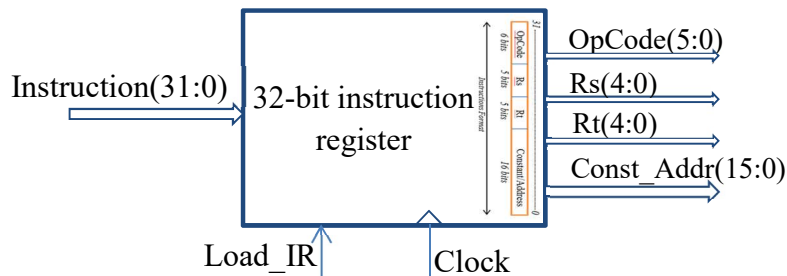 Instruction(31:0)
32-bit instruction
register
31
0
OpCode
Rs
Rt
Constant/Address
6 bits
5 bits
5 bits
16 bits
Instruction Format
OpCode(5:0)
Rs(4:0)
Rt(4:0)
Const_Addr(15:0)
Load_IR
Clock